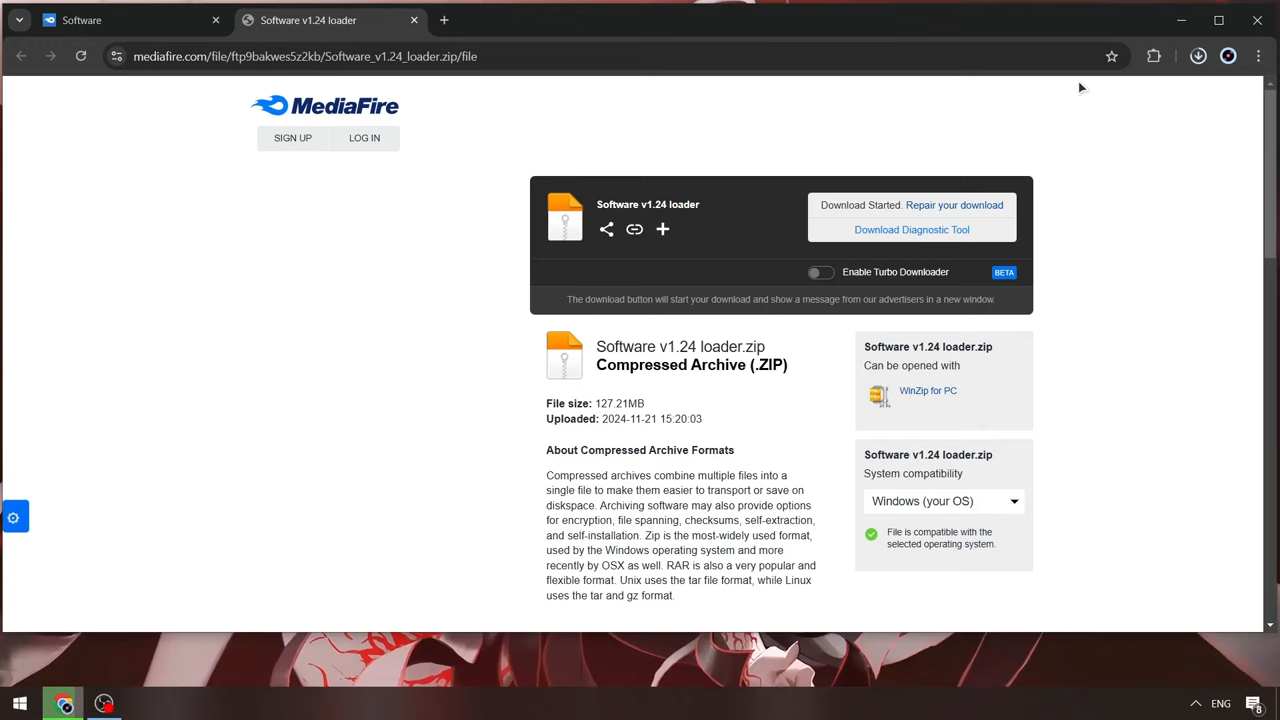 Software
Software v1.24 loader
mediafire.com/file/ftp9bakwes5z2kb/Software_v1.24_loader.zip/file
MediaFire
SIGN UP
LOG IN
Software v1.24 loader
Download Started. Repair your download
Download Diagnostic Tool
Enable Turbo Downloader
BETA
The download button will start your download and show a message from our advertisers in a new window.
Software v1.24 loader.zip
Compressed Archive (.ZIP)
File size: 127.21MB
Uploaded: 2024-11-21 15:20:03
About Compressed Archive Formats
Compressed archives combine multiple files into a
single file to make them easier to transport or save on
diskspace. Archiving software may also provide options
for encryption, file spanning, checksums, self-extraction,
and self-installation. Zip is the most-widely used format,
used by the Windows operating system and more
recently by OSX as well. RAR is also a very popular and
flexible format. Unix uses the tar file format, while Linux
uses the tar and gz format.
Software v1.24 loader.zip
Can be opened with
WinZip for PC
Software v1.24 loader.zip
System compatibility
Windows (your OS)
File is compatible with the
selected operating system.
ENG
8